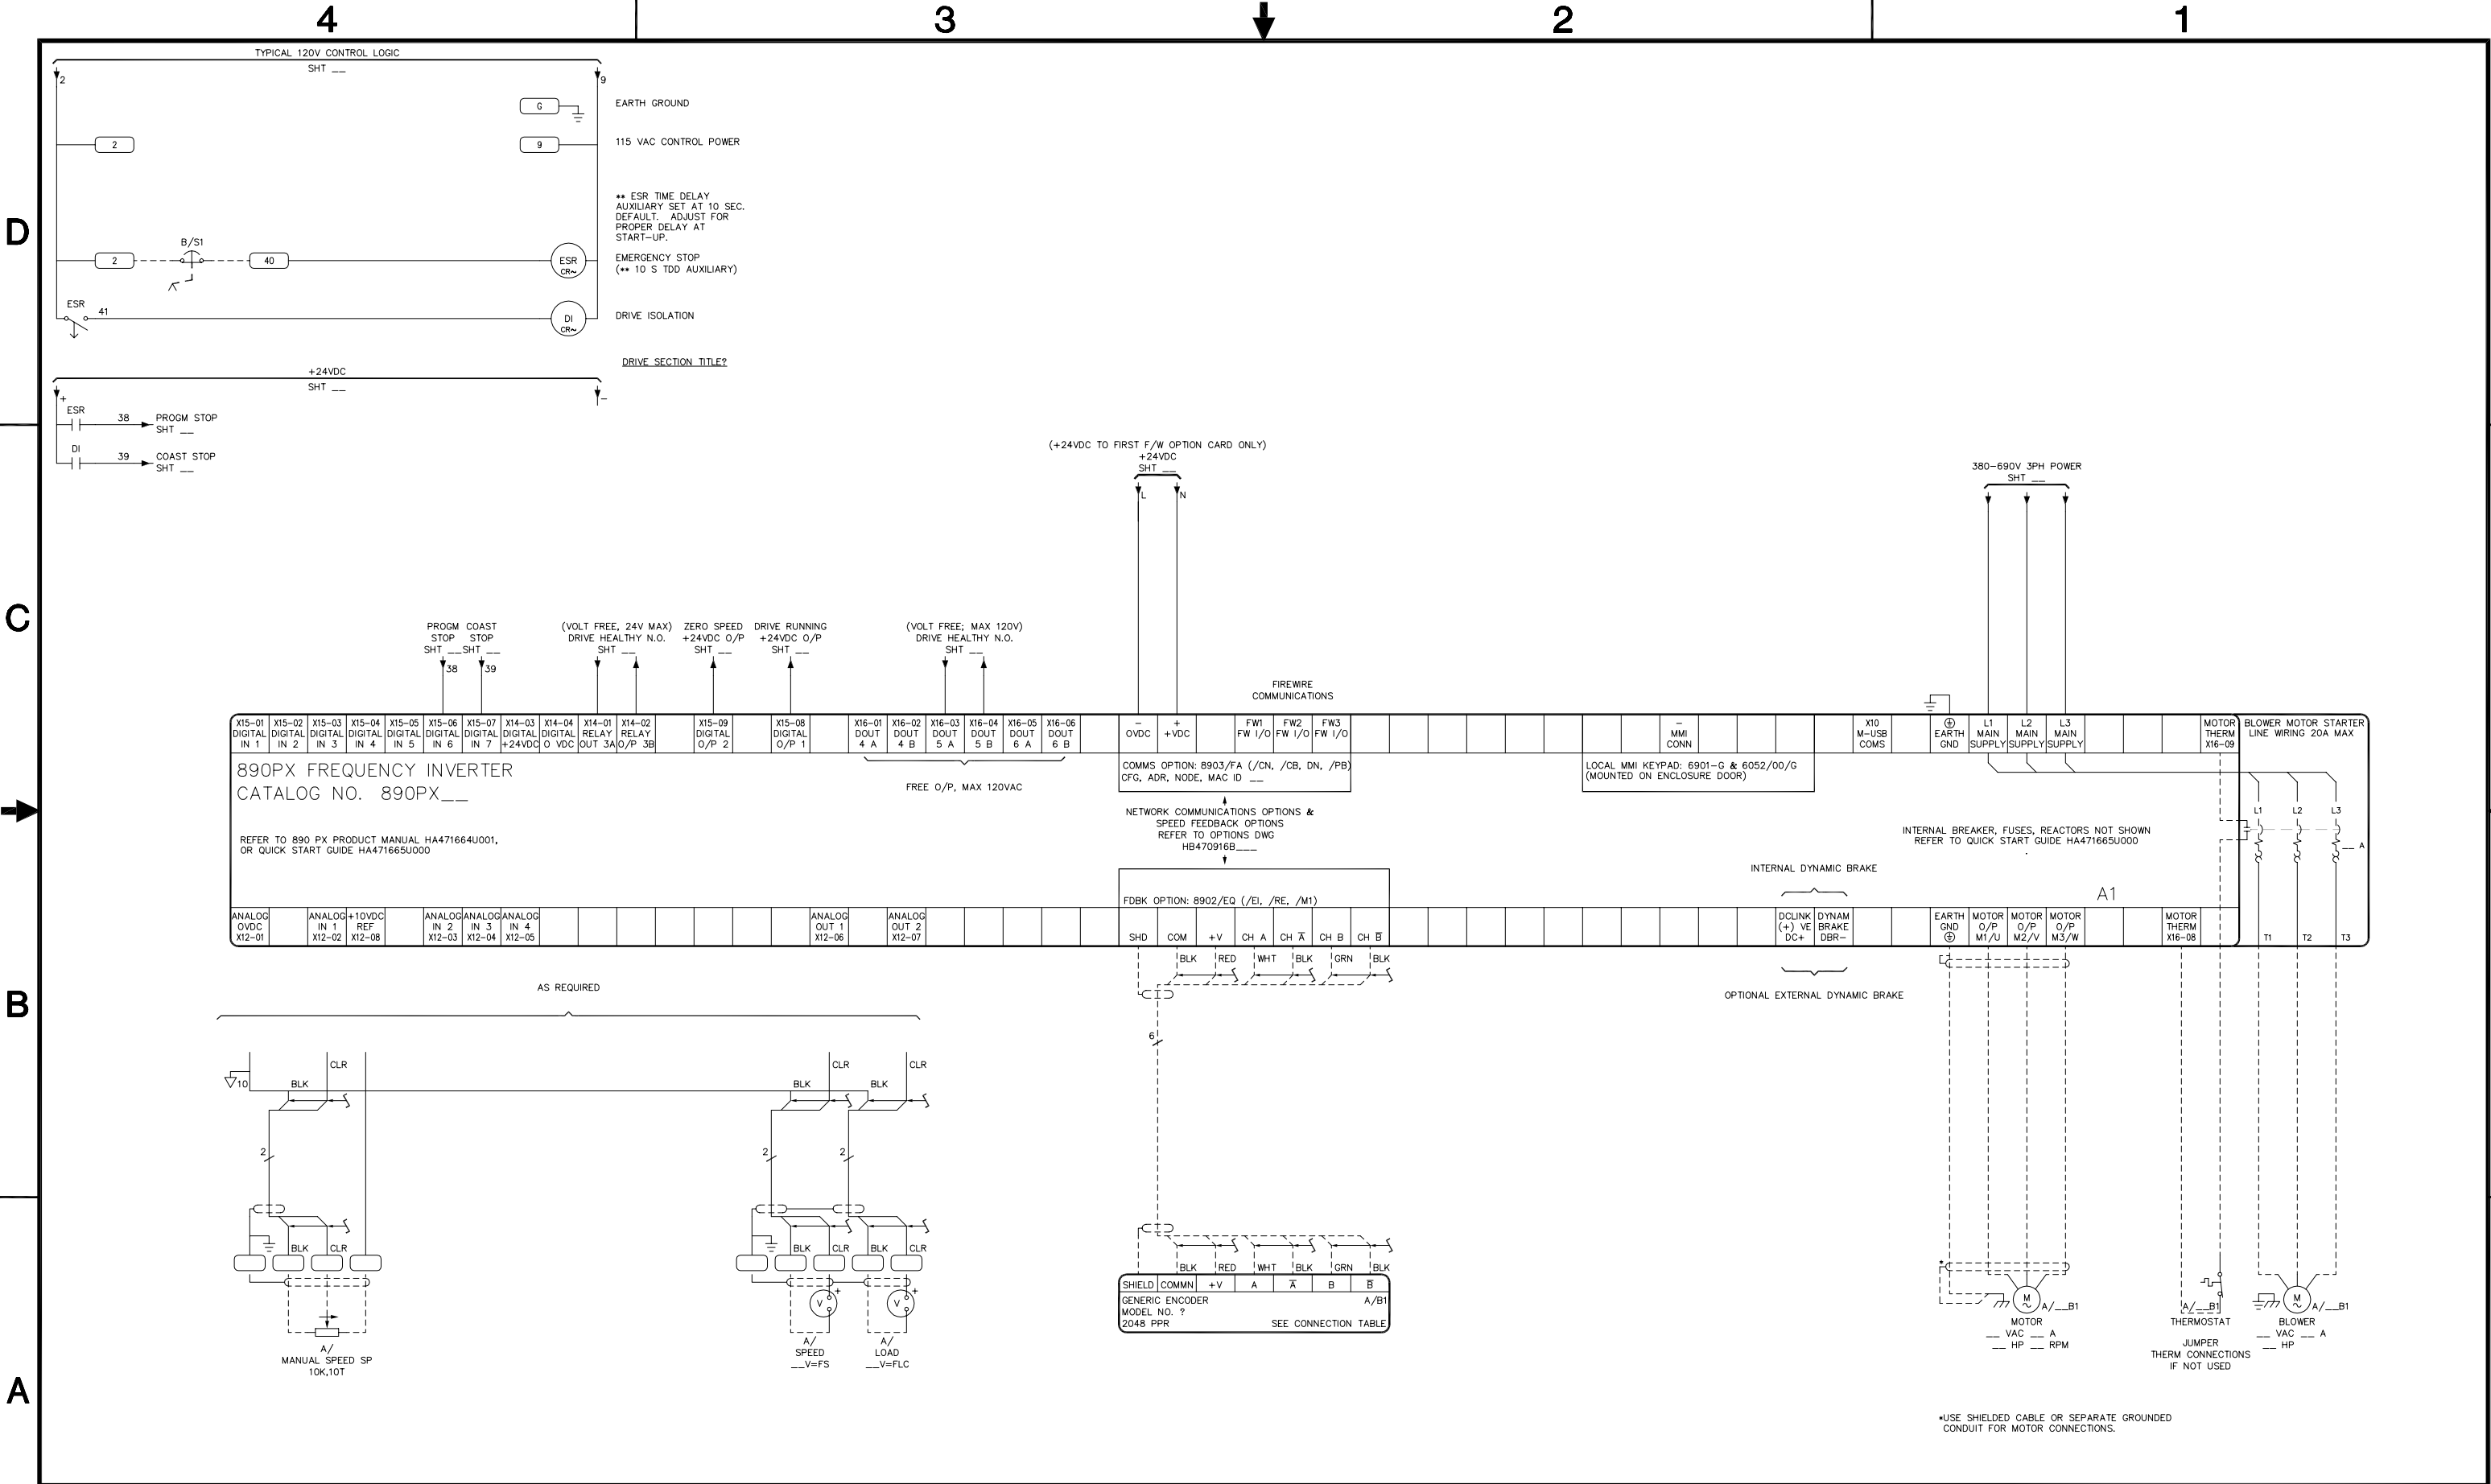 4
3
2
1
D
C
B
A
TYPICAL 120V CONTROL LOGIC
SHT __
2
9
G
EARTH GROUND
2
9
115 VAC CONTROL POWER
** ESR TIME DELAY
AUXILIARY SET AT 10 SEC.
DEFAULT. ADJUST FOR
PROPER DELAY AT
START-UP.
B/S1
2
40
ESR
CR~
EMERGENCY STOP
(** 10 S TDD AUXILIARY)
ESR
41
DI
CR~
DRIVE ISOLATION
DRIVE SECTION TITLE?
+24VDC
SHT __
+
-
ESR
38
PROGM STOP
SHT __
DI
39
COAST STOP
SHT __
(+24VDC TO FIRST F/W OPTION CARD ONLY)
+24VDC
SHT __
L
N
380-690V 3PH POWER
SHT __
PROGM STOP SHT __
38
COAST STOP SHT __
39
(VOLT FREE, 24V MAX)
DRIVE HEALTHY N.O.
SHT __
ZERO SPEED
+24VDC O/P
SHT __
DRIVE RUNNING
+24VDC O/P
SHT __
(VOLT FREE; MAX 120V)
DRIVE HEALTHY N.O.
SHT __
FIREWIRE
COMMUNICATIONS
X15-01 DIGITAL IN 1
X15-02 DIGITAL IN 2
X15-03 DIGITAL IN 3
X15-04 DIGITAL IN 4
X15-05 DIGITAL IN 5
X15-06 DIGITAL IN 6
X15-07 DIGITAL IN 7
X14-03 DIGITAL +24VDC
X14-04 DIGITAL 0 VDC
X14-01 RELAY OUT 3A
X14-02 RELAY O/P 3B
X15-09 DIGITAL O/P 2
X15-08 DIGITAL O/P 1
X16-01 DOUT 4 A
X16-02 DOUT 4 B
X16-03 DOUT 5 A
X16-04 DOUT 5 B
X16-05 DOUT 6 A
X16-06 DOUT 6 B
- 0VDC
+ +VDC
FW1 FW I/O
FW2 FW I/O
FW3 FW I/O
- MMI CONN
X10 M-USB COMS
EARTH GND
L1 MAIN SUPPLY
L2 MAIN SUPPLY
L3 MAIN SUPPLY
MOTOR THERM X16-09
BLOWER MOTOR STARTER
LINE WIRING 20A MAX
890PX FREQUENCY INVERTER
CATALOG NO. 890PX__
REFER TO 890 PX PRODUCT MANUAL HA471664U001,
OR QUICK START GUIDE HA471665U000
FREE O/P, MAX 120VAC
COMMS OPTION: 8903/FA (/CN, /CB, DN, /PB)
CFG, ADR, NODE, MAC ID __
NETWORK COMMUNICATIONS OPTIONS &
SPEED FEEDBACK OPTIONS
REFER TO OPTIONS DWG
HB470916B___
LOCAL MMI KEYPAD: 6901-G & 6052/00/G
(MOUNTED ON ENCLOSURE DOOR)
INTERNAL BREAKER, FUSES, REACTORS NOT SHOWN
REFER TO QUICK START GUIDE HA471665U000
L1
L2
L3
__ A
INTERNAL DYNAMIC BRAKE
A1
FDBK OPTION: 8902/EQ (/EI, /RE, /M1)
ANALOG 0VDC X12-01
ANALOG IN 1 X12-02
+10VDC REF X12-08
ANALOG IN 2 X12-03
ANALOG IN 3 X12-04
ANALOG IN 4 X12-05
ANALOG OUT 1 X12-06
ANALOG OUT 2 X12-07
SHD
COM
+V
CH A
CH A̅
CH B
CH B̅
DCLINK (+) VE DC+
DYNAM BRAKE DBR-
EARTH GND
MOTOR O/P M1/U
MOTOR O/P M2/V
MOTOR O/P M3/W
MOTOR THERM X16-08
T1
T2
T3
BLK
RED
WHT
BLK
GRN
BLK
AS REQUIRED
OPTIONAL EXTERNAL DYNAMIC BRAKE
6
10
BLK
CLR
BLK
CLR
BLK
CLR
2
2
2
BLK
CLR
BLK
CLR
BLK
CLR
V
+
V
+
A/
MANUAL SPEED SP
10K,10T
A/
SPEED
__V=FS
A/
LOAD
__V=FLC
BLK
RED
WHT
BLK
GRN
BLK
SHIELD
COMMN
+V
A
A̅
B
B̅
GENERIC ENCODER
A/B1
MODEL NO. ?
2048 PPR
SEE CONNECTION TABLE
*
M
~
A/__B1
MOTOR
__ VAC __ A
__ HP __ RPM
A/__B1
THERMOSTAT
JUMPER
THERM CONNECTIONS
IF NOT USED
M
~
A/__B1
BLOWER
__ VAC __ A
__ HP
*USE SHIELDED CABLE OR SEPARATE GROUNDED
CONDUIT FOR MOTOR CONNECTIONS.